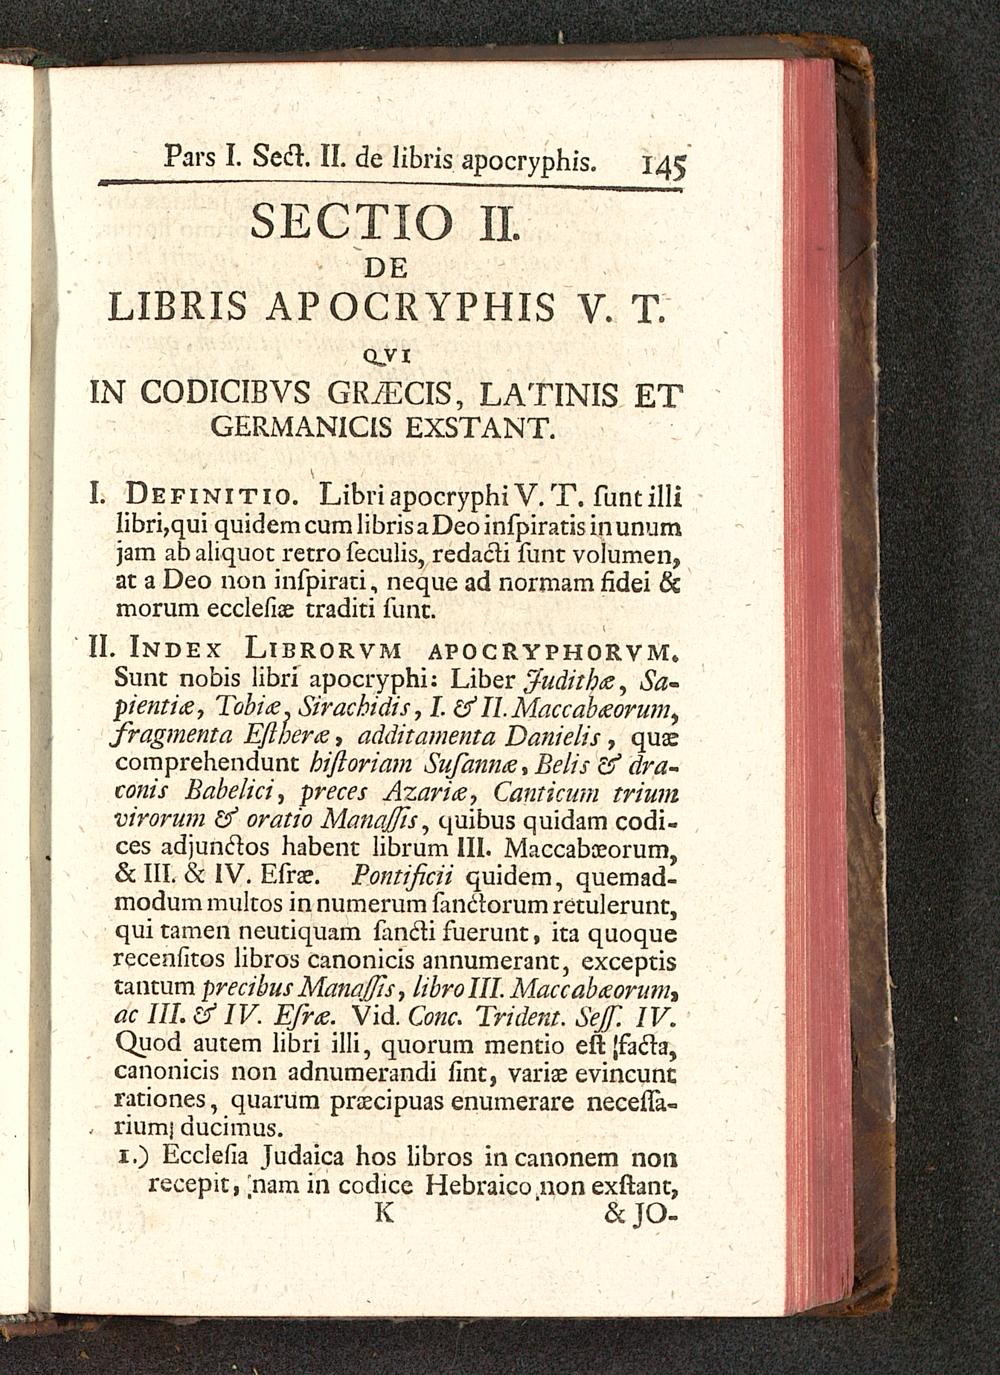 Pars I. Sect. II. de libris apocryphis. 145
SECTIO II.
DE
LIBRIS APOCRYPHIS V. T.
QVI
IN CODICIBVS GRÆCIS, LATINIS ET
GERMANICIS EXSTANT.
I. DEFINITIO. Libri apocryphi V. T. ſunt illi
libri, qui quidem cum libris a Deo inſpiratis in unum
jam ab aliquot retro ſeculis, redacti ſunt volumen,
at a Deo non inſpirati, neque ad normam fidei &
morum eccleſiæ traditi ſunt.
II. INDEX LIBRORVM APOCRYPHORVM.
Sunt nobis libri apocryphi: Liber Judithæ, Sa-
pientiæ, Tobiæ, Sirachidis, I. & II. Maccabæorum,
fragmenta Eſtheræ, additamenta Danielis, quæ
comprehendunt hiſtoriam Suſannæ, Belis & dra-
conis Babelici, preces Azariæ, Canticum trium
virorum & oratio Manaſſis, quibus quidam codi-
ces adjunctos habent librum III. Maccabæorum,
& III. & IV. Eſræ. Pontificii quidem, quemad-
modum multos in numerum ſanctorum retulerunt,
qui tamen neutiquam ſancti fuerunt, ita quoque
recenſitos libros canonicis annumerant, exceptis
tantum precibus Manaſſis, libro III. Maccabæorum,
ac III. & IV. Eſræ. Vid. Conc. Trident. Seſſ. IV.
Quod autem libri illi, quorum mentio eſt facta,
canonicis non adnumerandi ſint, variæ evincunt
rationes, quarum præcipuas enumerare neceſſa-
rium ducimus.
1.) Eccleſia Judaica hos libros in canonem non
recepit, nam in codice Hebraico non exſtant,
K & JO-